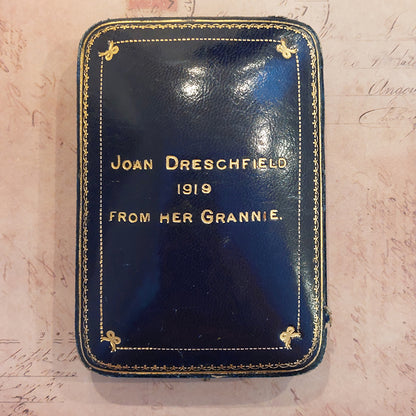 JOAN DRESCHFIELD
1919
FROM HER GRANNIE.